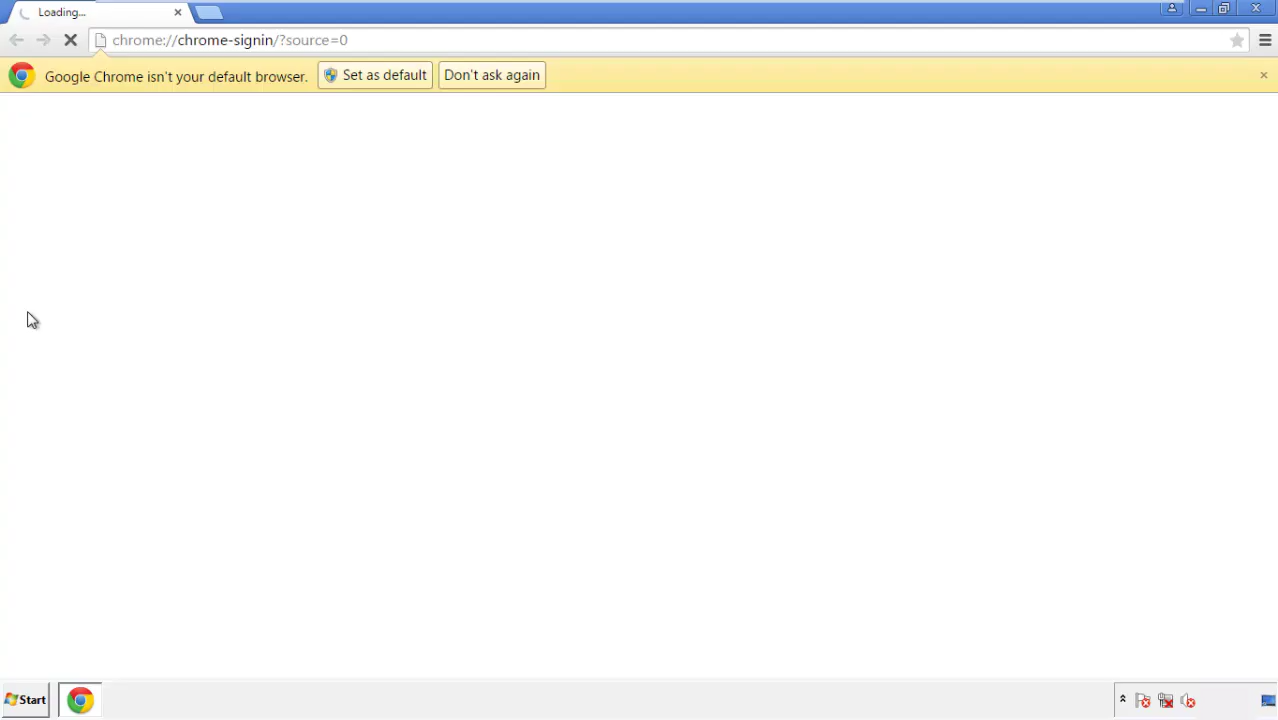 Loading...
chrome://chrome-signin/?source=0
Google Chrome isn't your default browser. Set as default Don't ask again
Start